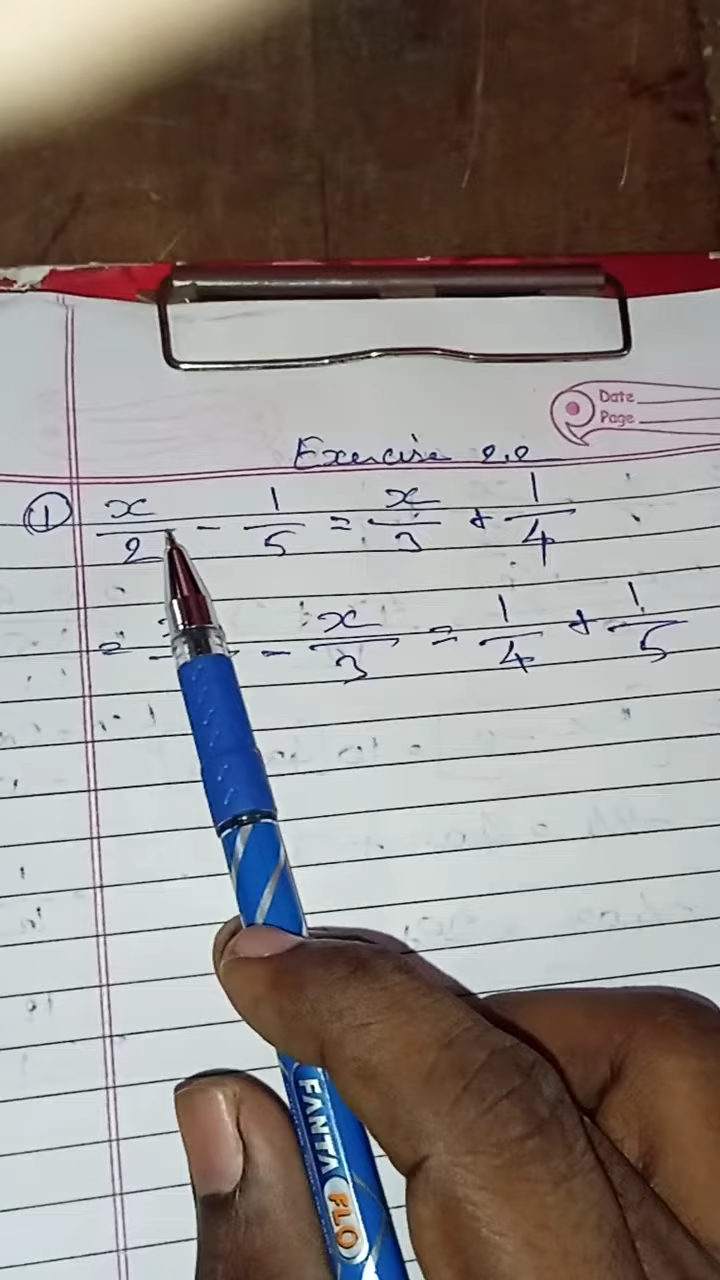 Date
Page
Exercise 2.2
① x/2 - 1/5 = x/3 + 1/4
= - x/3 = 1/4 + 1/5
FANTA FLO